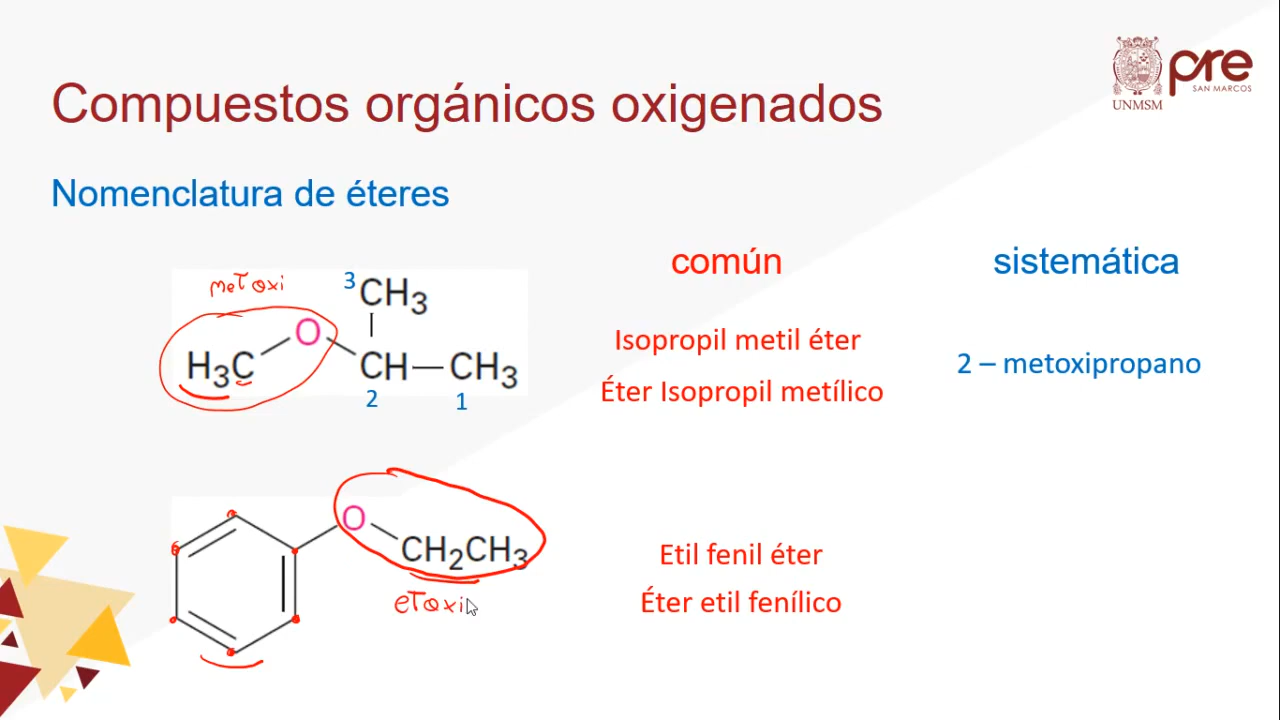 Compuestos orgánicos oxigenados
UNMSM
pre
SAN MARCOS
Nomenclatura de éteres
común
sistemática
metoxi
3
CH3
O
H3C
CH—CH3
2
1
Isopropil metil éter
Éter Isopropil metílico
2 – metoxipropano
O
CH2CH3
etoxi
Etil fenil éter
Éter etil fenílico